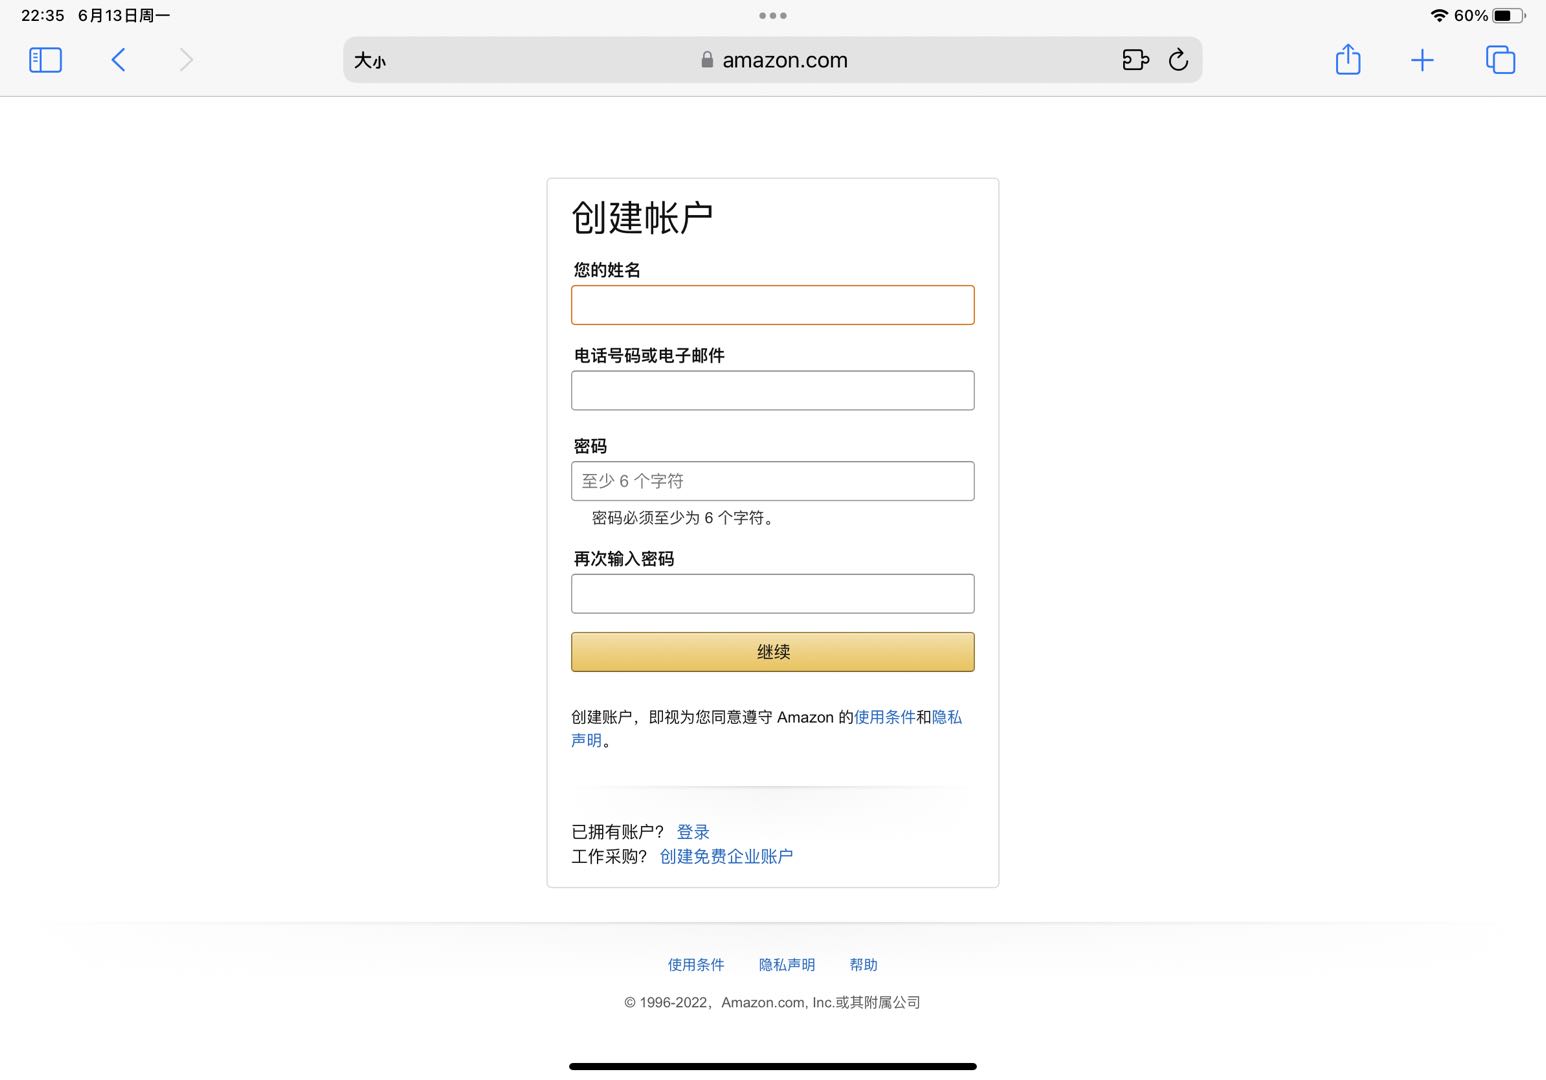 22:35 6月13日周一
60%
大小
amazon.com
创建帐户
您的姓名
电话号码或电子邮件
密码
至少 6 个字符
密码必须至少为 6 个字符。
再次输入密码
继续
创建账户，即视为您同意遵守 Amazon 的使用条件和隐私
声明。
已拥有账户? 登录
工作采购? 创建免费企业账户
使用条件 隐私声明 帮助
© 1996-2022，Amazon.com, Inc.或其附属公司